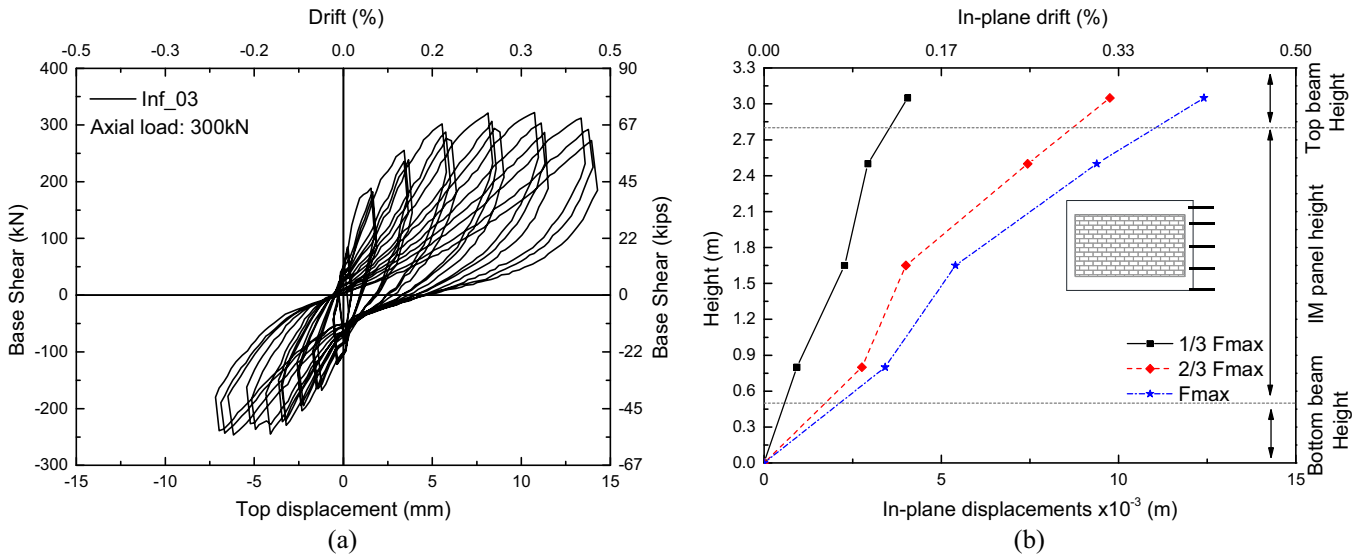 Drift (%)
-0.5 -0.3 -0.2 0.0 0.2 0.3 0.5
400
300
200
100
0
-100
-200
-300
Base Shear (kN)
Inf_03
Axial load: 300kN
90
67
45
22
0
-22
-45
-67
Base Shear (kips)
-15 -10 -5 0 5 10 15
Top displacement (mm)
(a)
In-plane drift (%)
0.00 0.17 0.33 0.50
3.3
3.0
2.7
2.4
2.1
1.8
1.5
1.2
0.9
0.6
0.3
0.0
Height (m)
1/3 Fmax
2/3 Fmax
Fmax
Top beam
Height
IM panel height
Bottom beam
Height
0 5 10 15
In-plane displacements x10⁻³ (m)
(b)